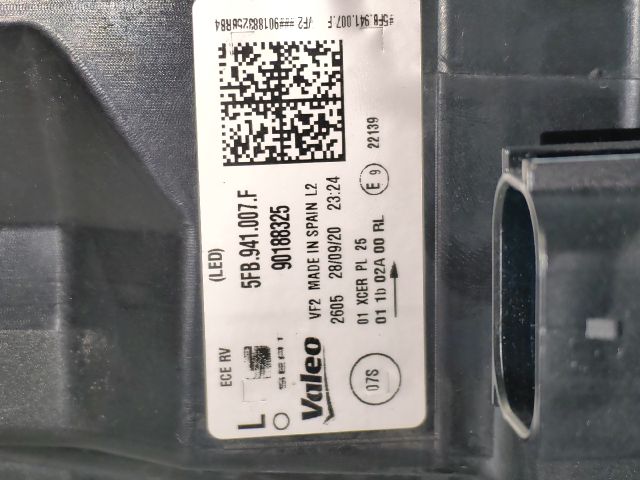 #5FB.941.007.F VF2 ###90188325
L ECE RV (LED)
SEAT
5FB.941.007.F
90188325
Valeo
VF2 MADE IN SPAIN L2
2605 28/09/20 23:24
07S
01 XCER PL 25
01 1b 02A 00 RL
E 9 22139